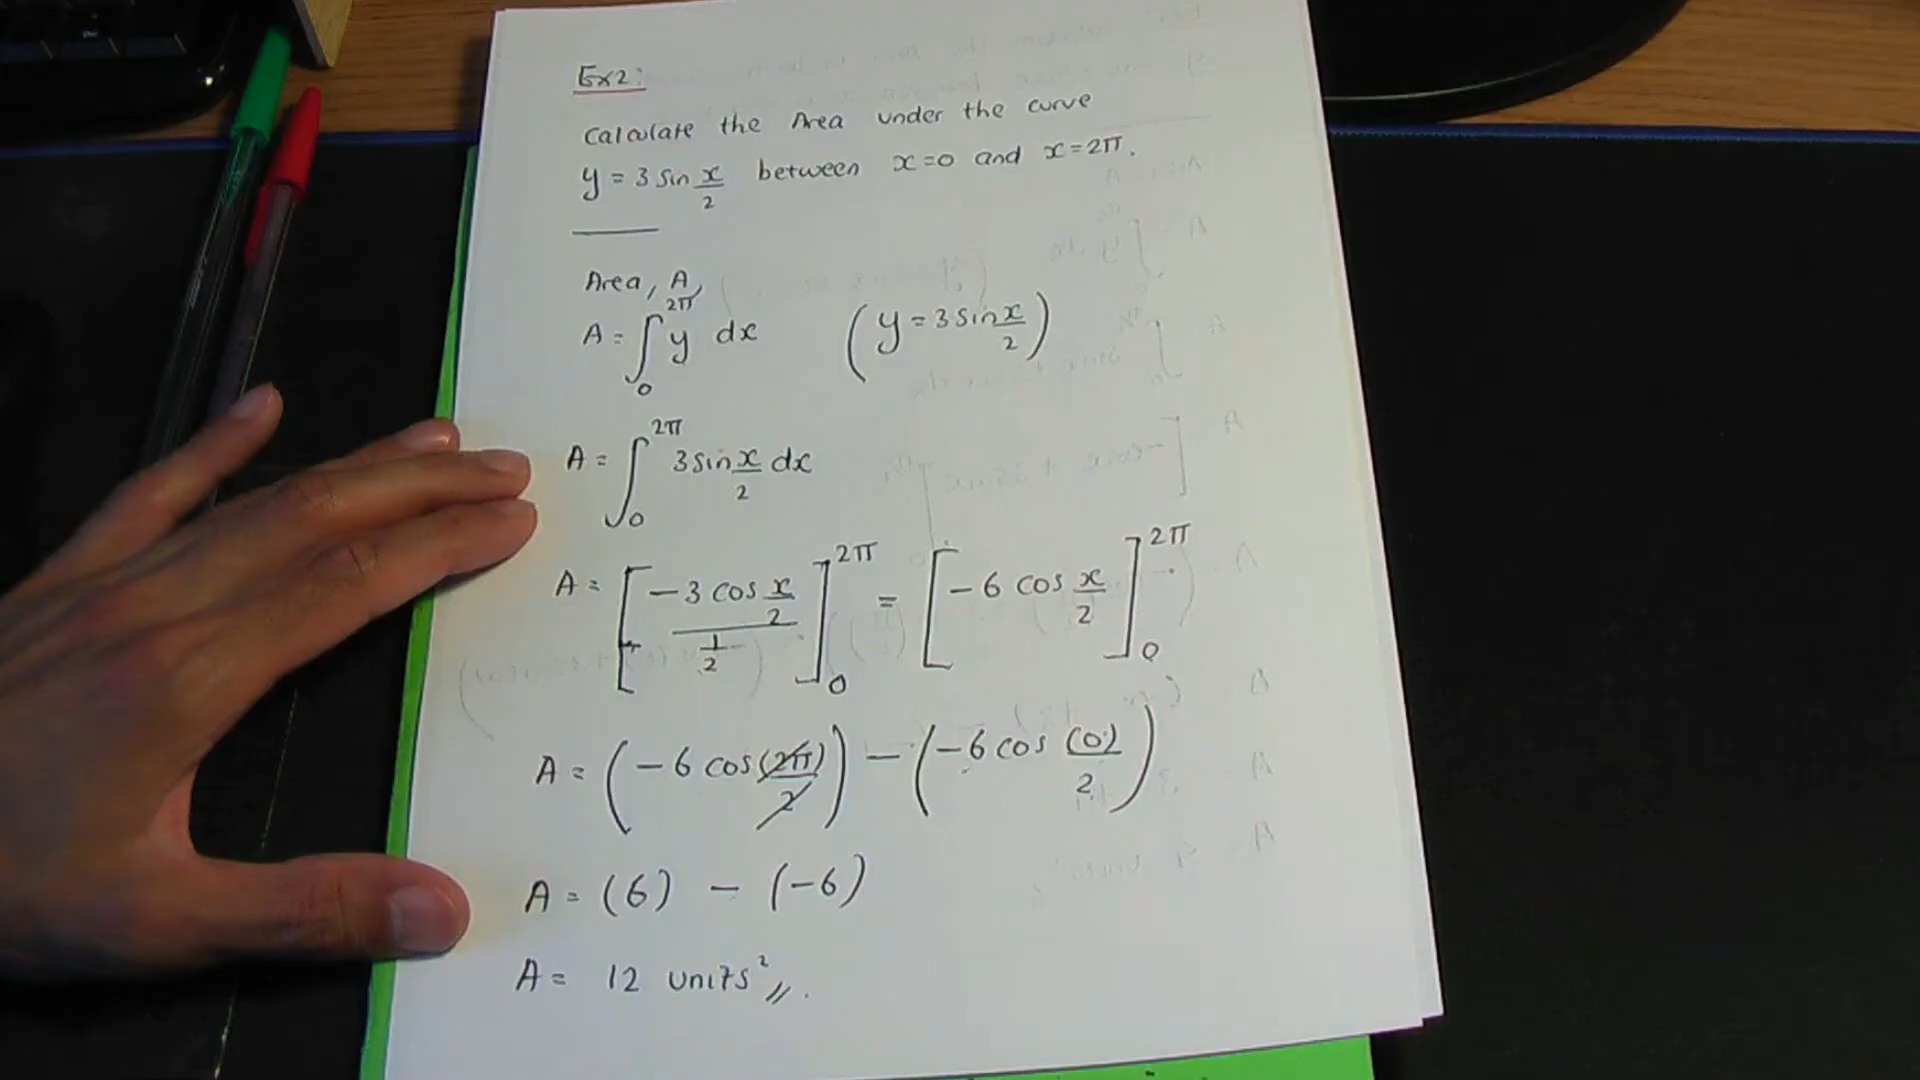 Ex2:
Calculate the Area under the curve
y = 3 sin x/2 between x=0 and x=2π.
Area, A,
A = ∫₀^2π y dx (y = 3 sin x/2)
A = ∫₀^2π 3 sin x/2 dx
A = [-3 cos x/2 / 1/2]₀^2π = [-6 cos x/2]₀^2π
A = (-6 cos (2π)/2) - (-6 cos (0)/2)
A = (6) - (-6)
A = 12 units² //.